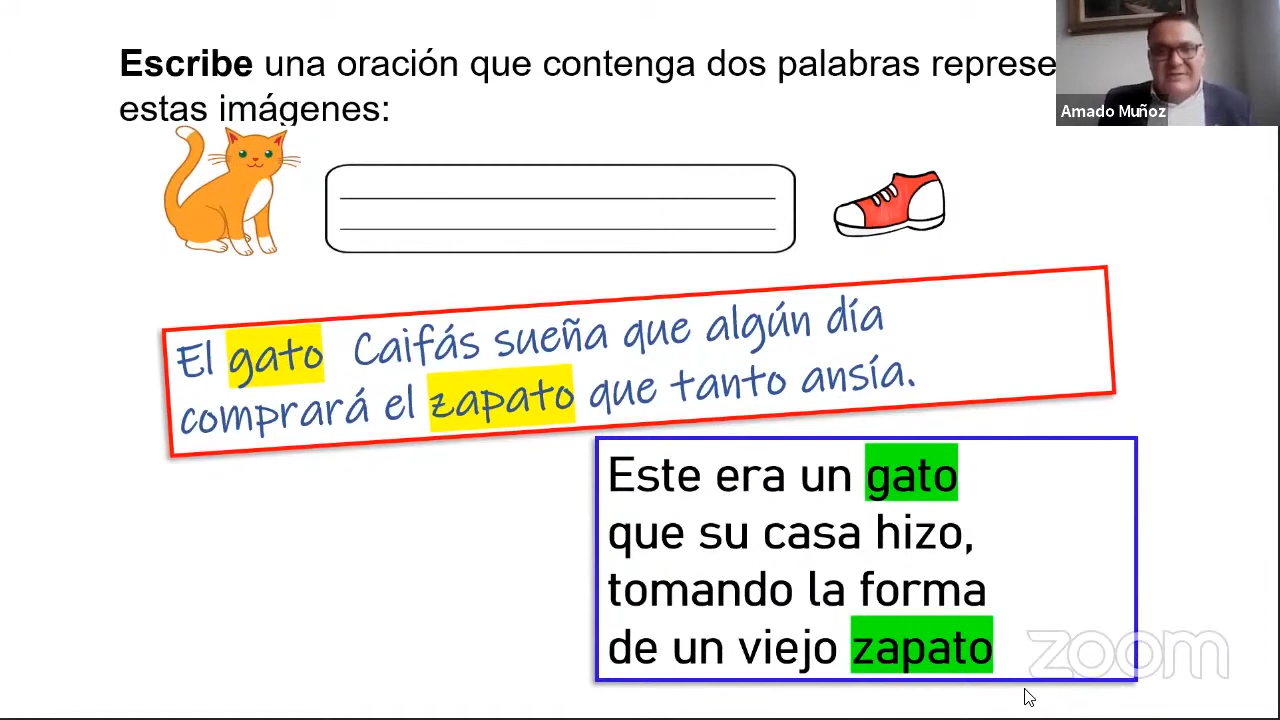 Escribe una oración que contenga dos palabras represe
estas imágenes:
Amado Muñoz
El gato Caifás sueña que algún día
comprará el zapato que tanto ansía.
Este era un gato
que su casa hizo,
tomando la forma
de un viejo zapato
zoom